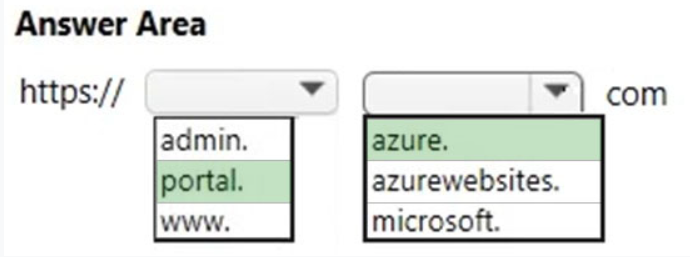 Answer Area
https:// com
admin. azure.
portal. azurewebsites.
www. microsoft.